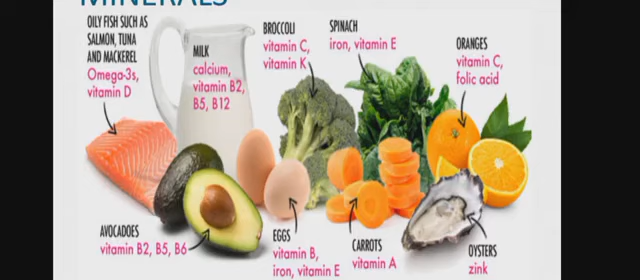 MINERALS
OILY FISH SUCH AS
SALMON, TUNA
AND MACKEREL
Omega-3s,
vitamin D
MILK
calcium,
vitamin B2,
B5, B12
BROCCOLI
vitamin C,
vitamin K
SPINACH
iron, vitamin E
ORANGES
vitamin C,
folic acid
AVOCADOES
vitamin B2, B5, B6
EGGS
vitamin B,
iron, vitamin E
CARROTS
vitamin A
OYSTERS
zink